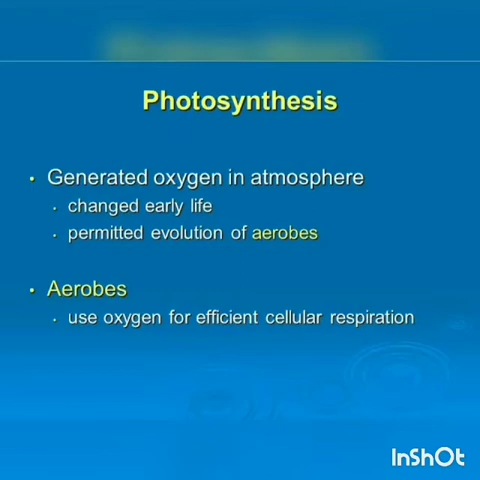 Photosynthesis
• Generated oxygen in atmosphere
• changed early life
• permitted evolution of aerobes
• Aerobes
• use oxygen for efficient cellular respiration
InShOt